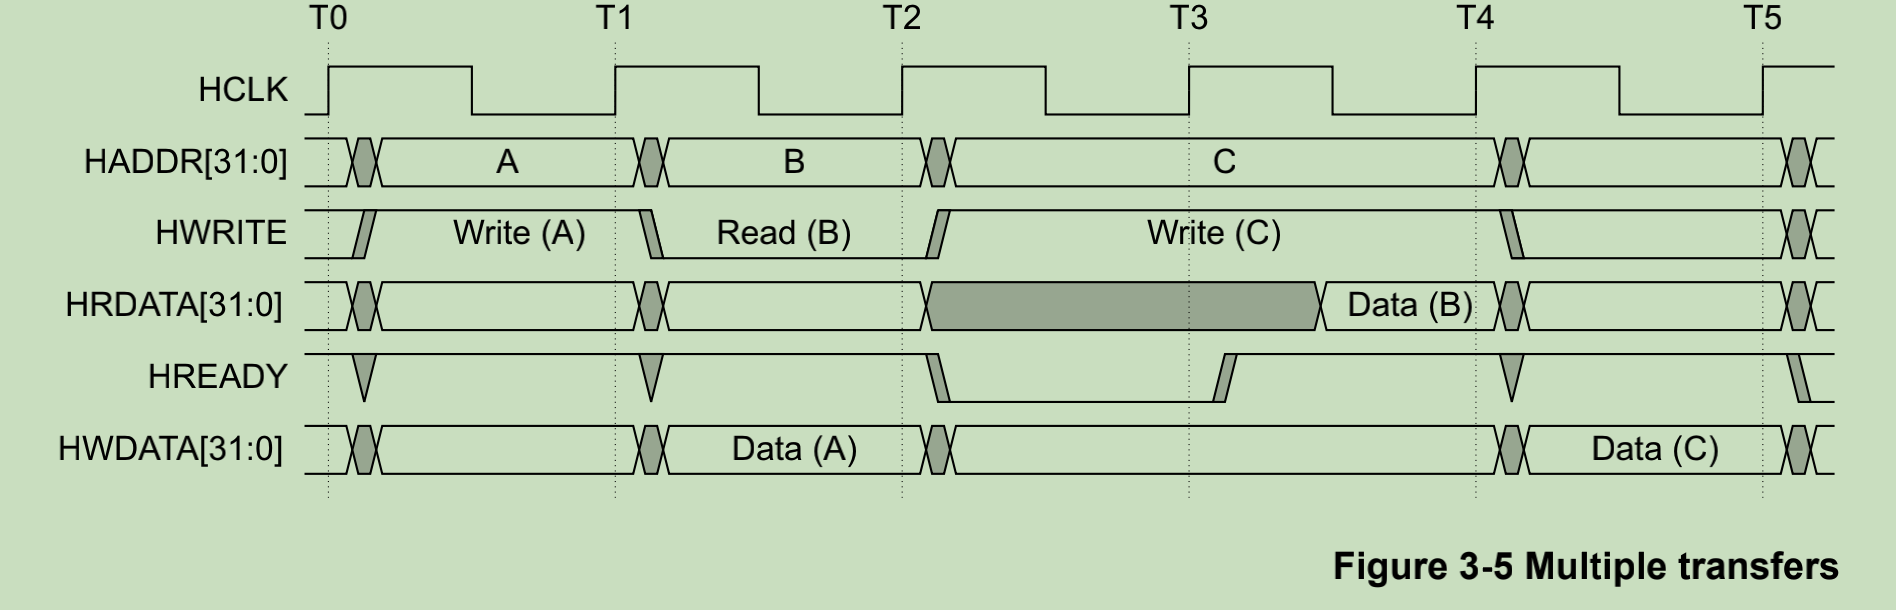 T0 T1 T2 T3 T4 T5
HCLK
HADDR[31:0] A B C
HWRITE Write (A) Read (B) Write (C)
HRDATA[31:0] Data (B)
HREADY
HWDATA[31:0] Data (A) Data (C)
Figure 3-5 Multiple transfers